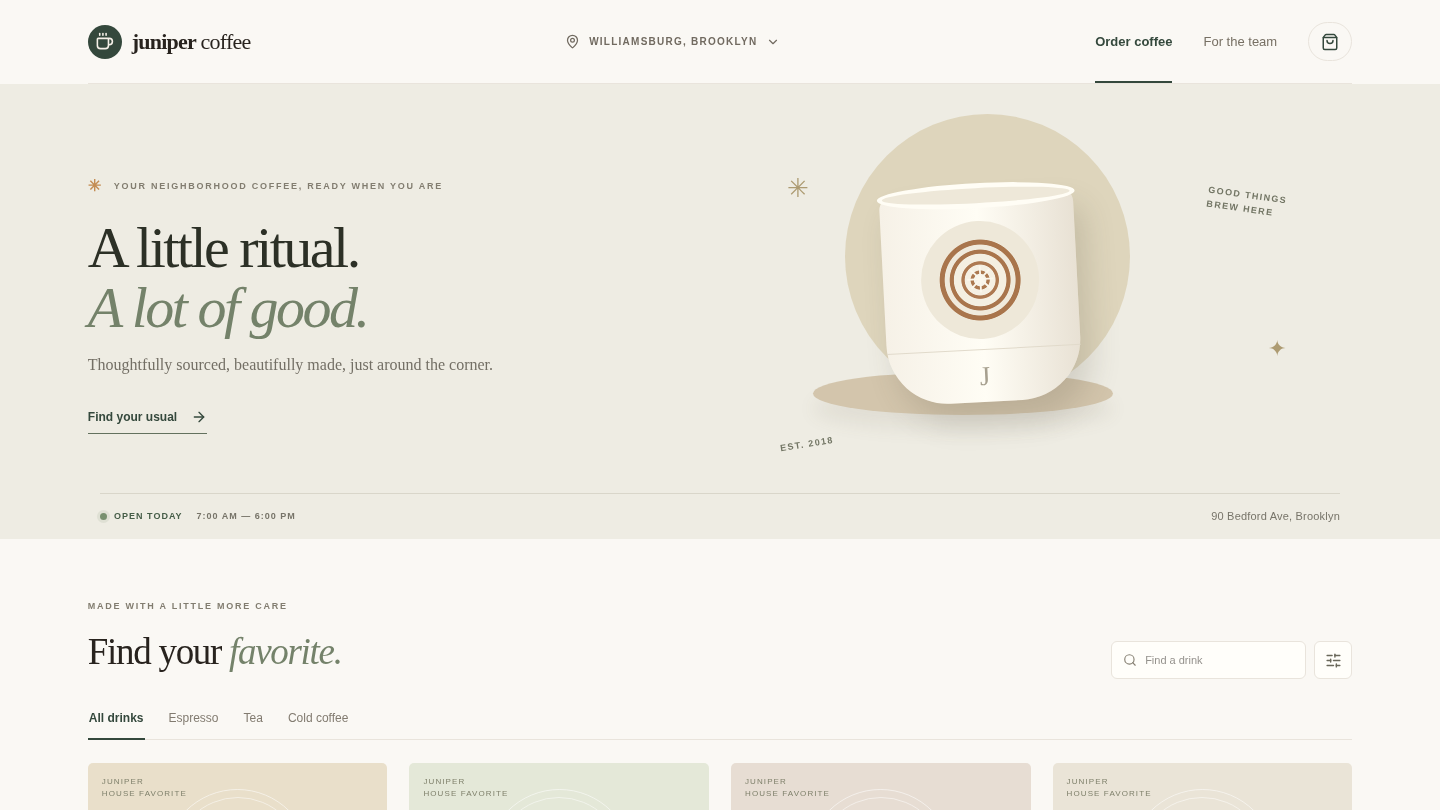 juniper coffee
WILLIAMSBURG, BROOKLYN
Order coffee
For the team
YOUR NEIGHBORHOOD COFFEE, READY WHEN YOU ARE
A little ritual.
A lot of good.
Thoughtfully sourced, beautifully made, just around the corner.
Find your usual
GOOD THINGS
BREW HERE
J
EST. 2018
OPEN TODAY
7:00 AM — 6:00 PM
90 Bedford Ave, Brooklyn
MADE WITH A LITTLE MORE CARE
Find your favorite.
Find a drink
All drinks
Espresso
Tea
Cold coffee
JUNIPER
HOUSE FAVORITE
JUNIPER
HOUSE FAVORITE
JUNIPER
HOUSE FAVORITE
JUNIPER
HOUSE FAVORITE